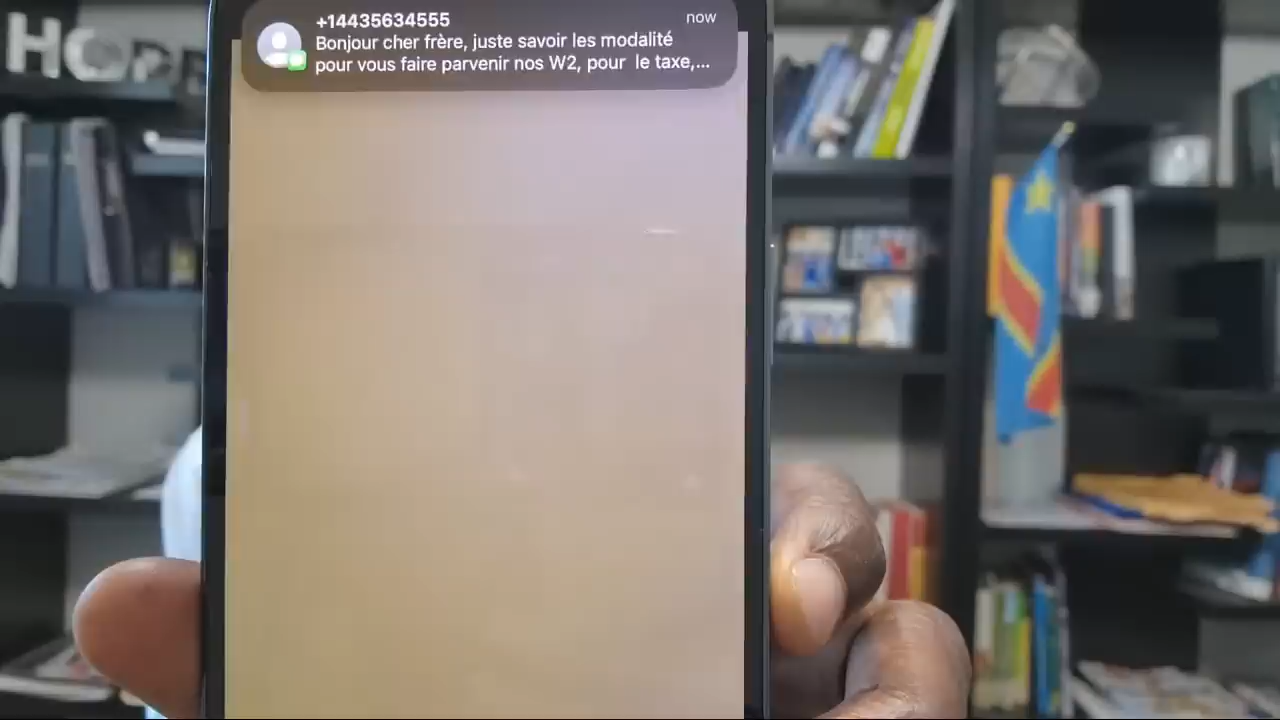 +14435634555
now
Bonjour cher frère, juste savoir les modalité
pour vous faire parvenir nos W2, pour le taxe,...